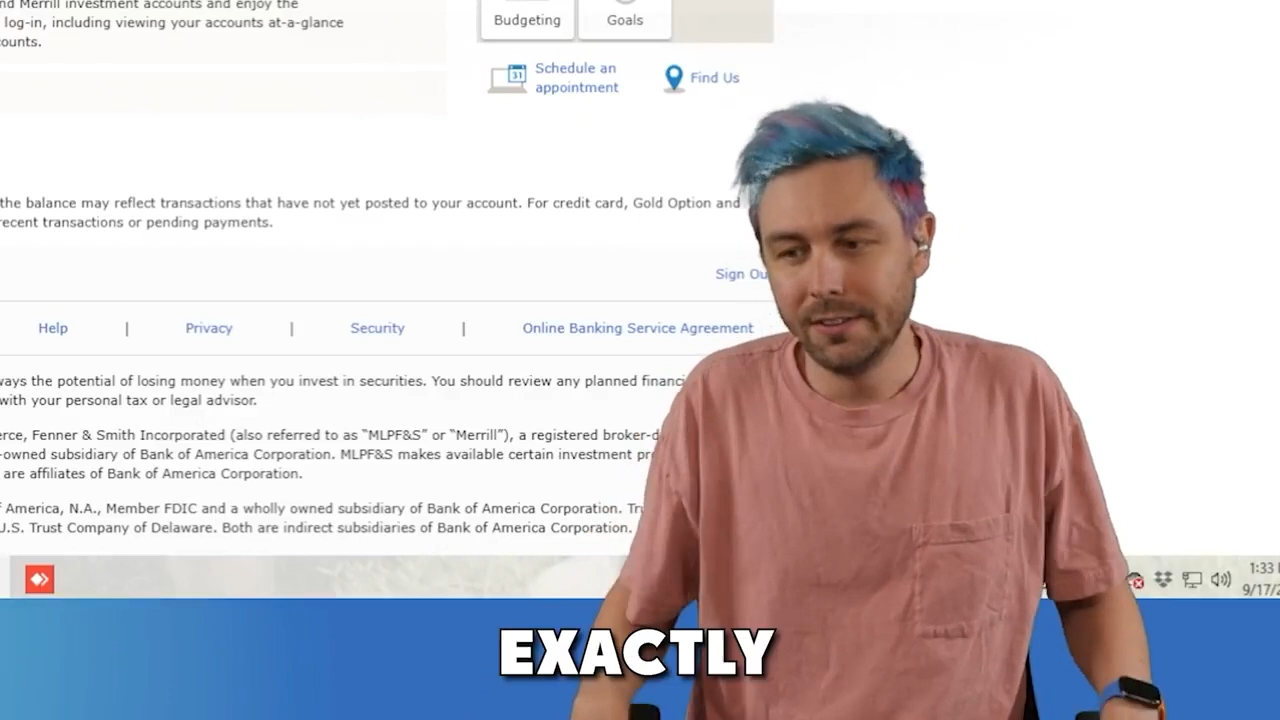 nd Merrill investment accounts and enjoy the
log-in, including viewing your accounts at-a-glance
ounts.
Budgeting
Goals
31
Schedule an
appointment
Find Us
the balance may reflect transactions that have not yet posted to your account. For credit card, Gold Option and
recent transactions or pending payments.
Sign Ou
Help | Privacy | Security | Online Banking Service Agreement
ways the potential of losing money when you invest in securities. You should review any planned financi
with your personal tax or legal advisor.
erce, Fenner & Smith Incorporated (also referred to as “MLPF&S” or “Merrill”), a registered broker-d
-owned subsidiary of Bank of America Corporation. MLPF&S makes available certain investment pr
are affiliates of Bank of America Corporation.
f America, N.A., Member FDIC and a wholly owned subsidiary of Bank of America Corporation. Tru
U.S. Trust Company of Delaware. Both are indirect subsidiaries of Bank of America Corporation.
1:33
9/17/2
EXACTLY